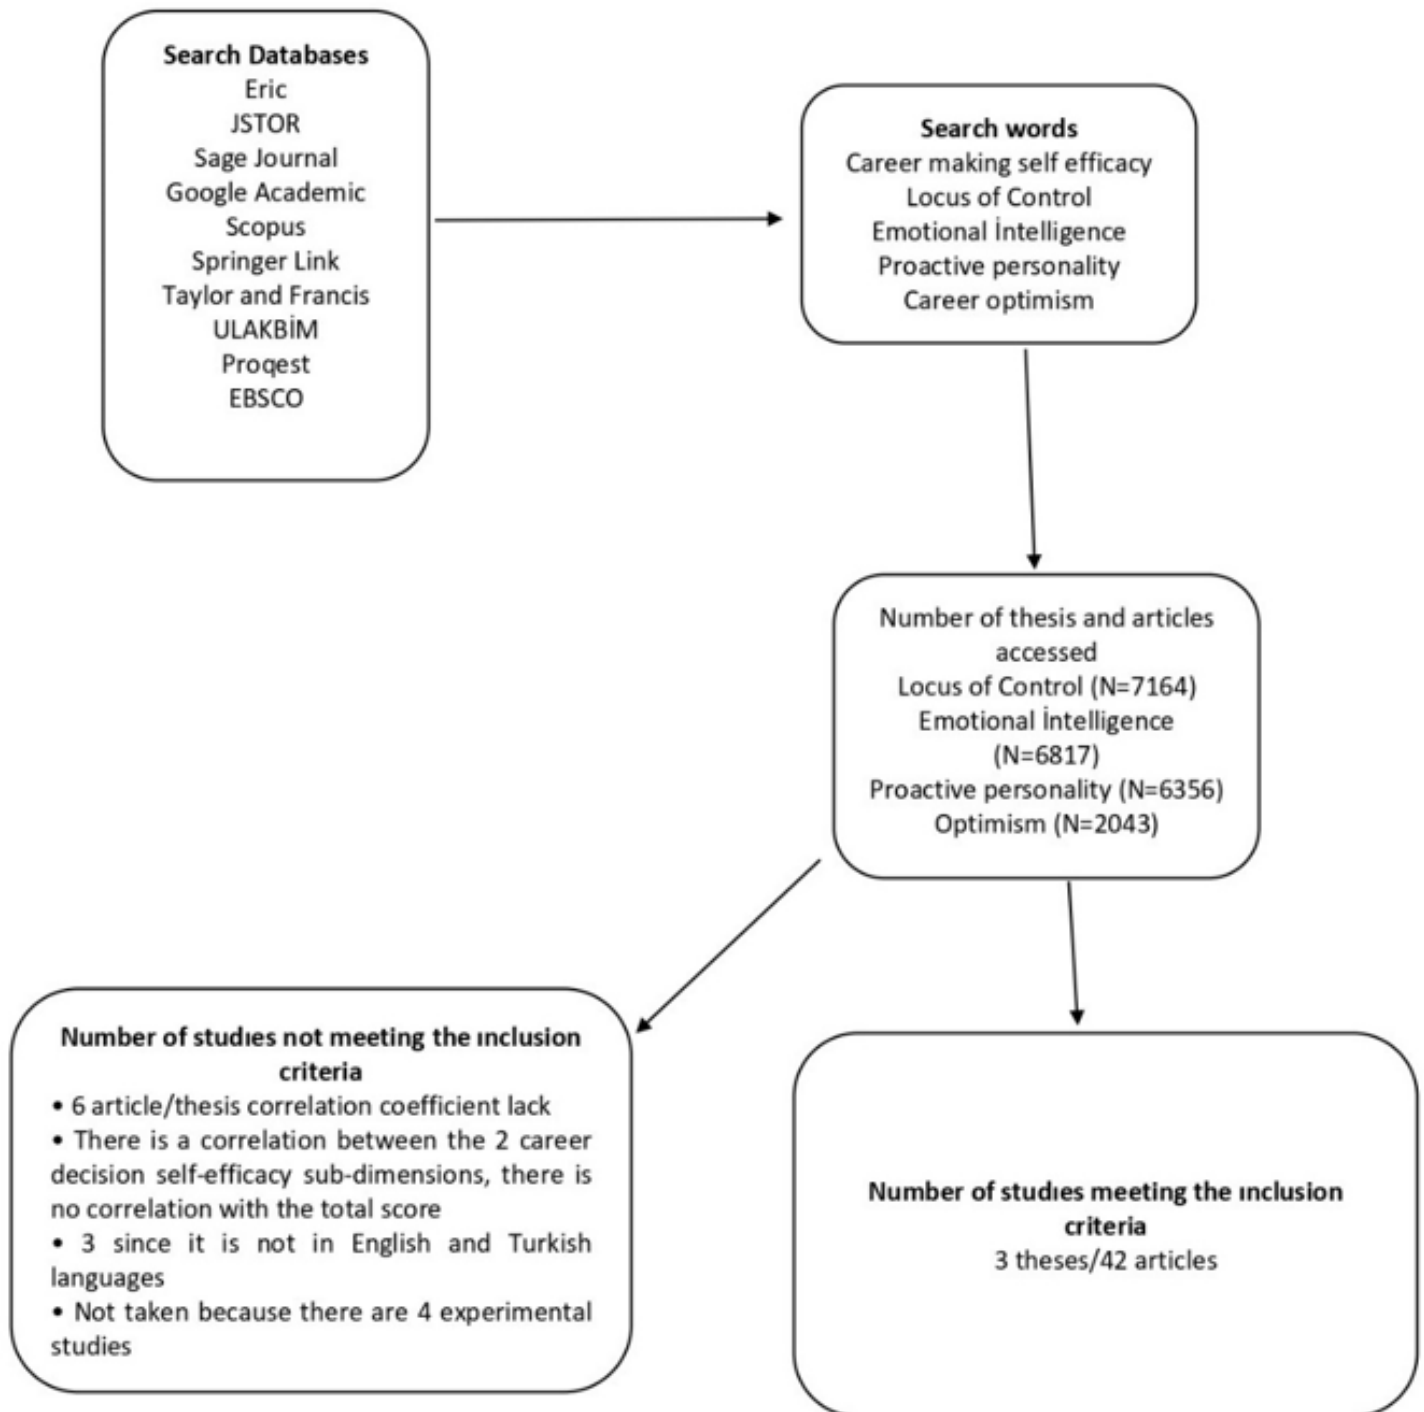 Search Databases
Eric
JSTOR
Sage Journal
Google Academic
Scopus
Springer Link
Taylor and Francis
ULAKBİM
Proqest
EBSCO
Search words
Career making self efficacy
Locus of Control
Emotional İntelligence
Proactive personality
Career optimism
Number of thesis and articles
accessed
Locus of Control (N=7164)
Emotional İntelligence
(N=6817)
Proactive personality (N=6356)
Optimism (N=2043)
Number of studıes not meeting the ınclusion
criteria
• 6 article/thesis correlation coefficient lack
• There is a correlation between the 2 career
decision self-efficacy sub-dimensions, there is
no correlation with the total score
• 3 since it is not in English and Turkish
languages
• Not taken because there are 4 experimental
studies
Number of studıes meeting the ınclusion
criteria
3 theses/42 articles